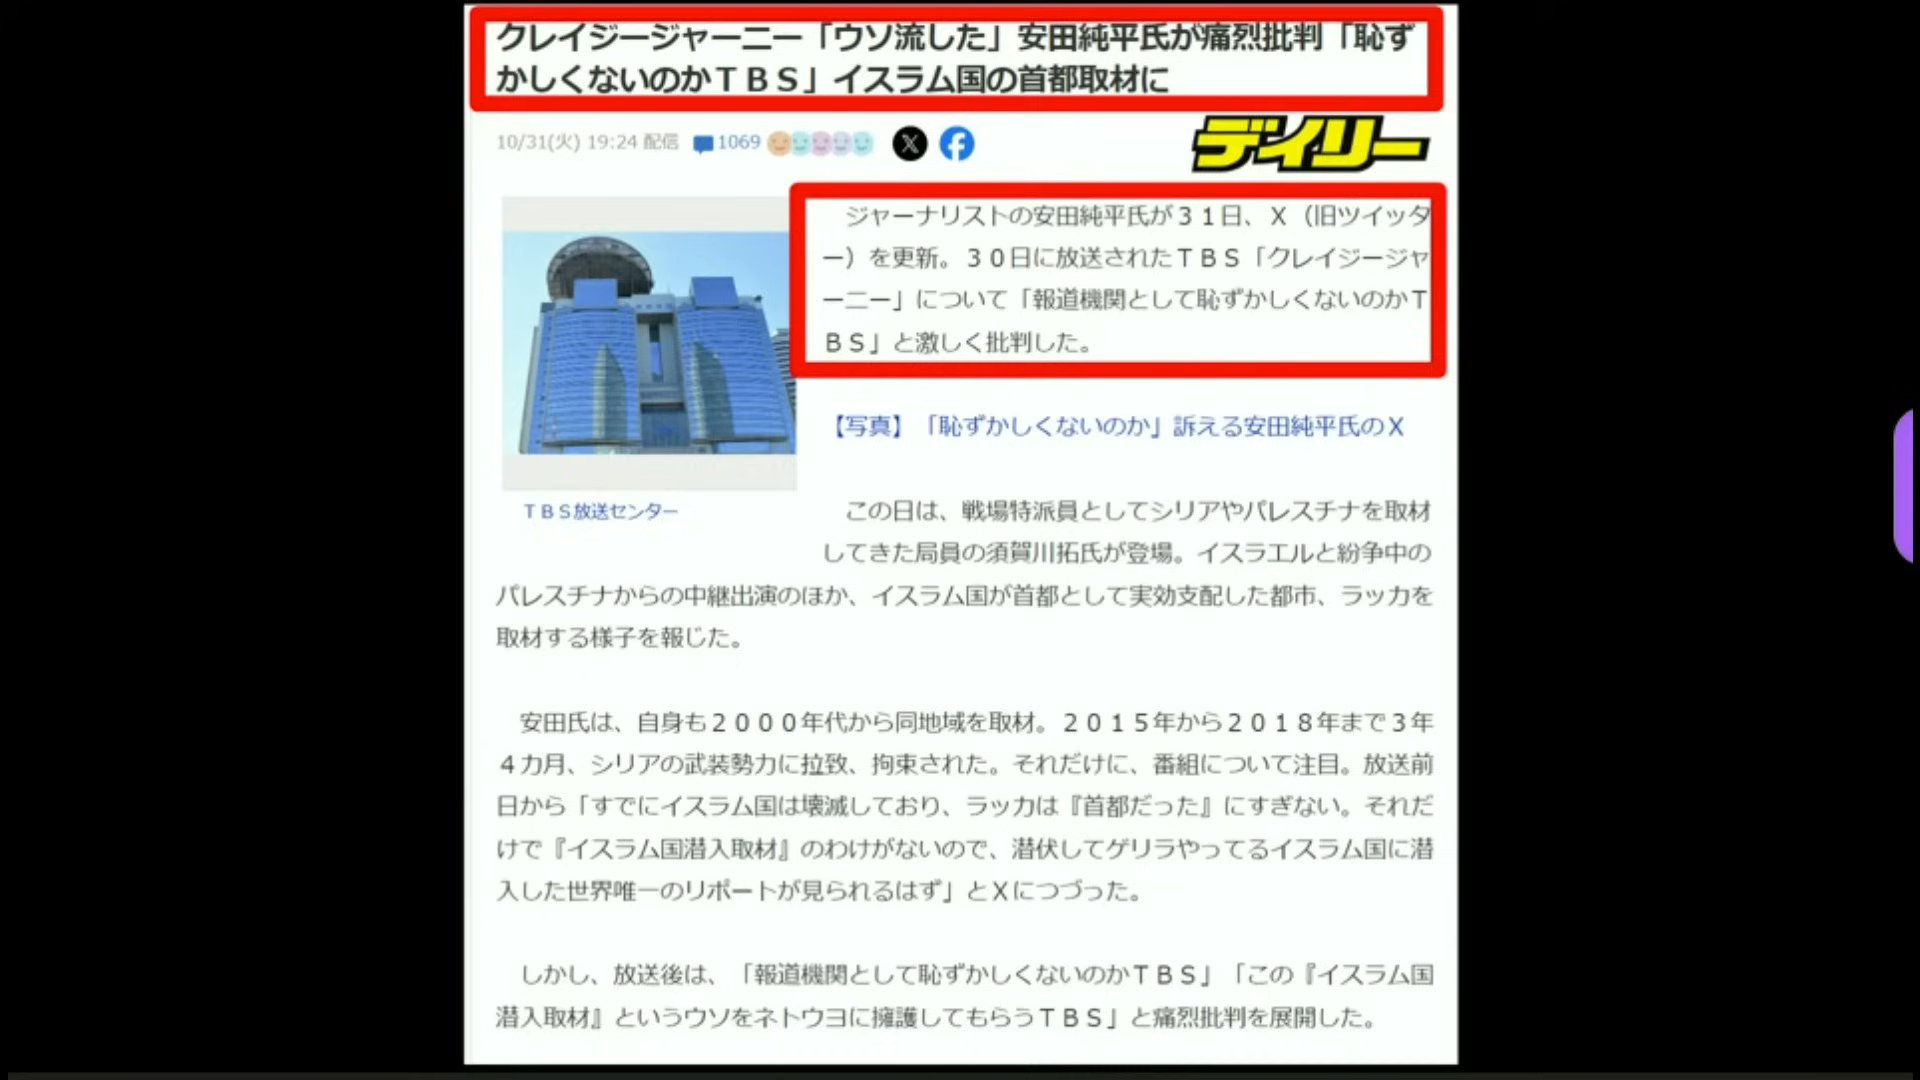 クレイジージャーニー「ウソ流した」安田純平氏が痛烈批判「恥ず
かしくないのかＴＢＳ」イスラム国の首都取材に
10/31(火) 19:24 配信 1069
デイリー
ジャーナリストの安田純平氏が３１日、Ｘ（旧ツイッタ
ー）を更新。３０日に放送されたＴＢＳ「クレイジージャ
ーニー」について「報道機関として恥ずかしくないのかＴ
ＢＳ」と激しく批判した。
【写真】「恥ずかしくないのか」訴える安田純平氏のＸ
ＴＢＳ放送センター
この日は、戦場特派員としてシリアやパレスチナを取材
してきた局員の須賀川拓氏が登場。イスラエルと紛争中の
パレスチナからの中継出演のほか、イスラム国が首都として実効支配した都市、ラッカを
取材する様子を報じた。
安田氏は、自身も２０００年代から同地域を取材。２０１５年から２０１８年まで３年
４カ月、シリアの武装勢力に拉致、拘束された。それだけに、番組について注目。放送前
日から「すでにイスラム国は壊滅しており、ラッカは『首都だった』にすぎない。それだ
けで『イスラム国潜入取材』のわけがないので、潜伏してゲリラやってるイスラム国に潜
入した世界唯一のリポートが見られるはず」とＸにつづった。
しかし、放送後は、「報道機関として恥ずかしくないのかＴＢＳ」「この『イスラム国
潜入取材』というウソをネトウヨに擁護してもらうＴＢＳ」と痛烈批判を展開した。